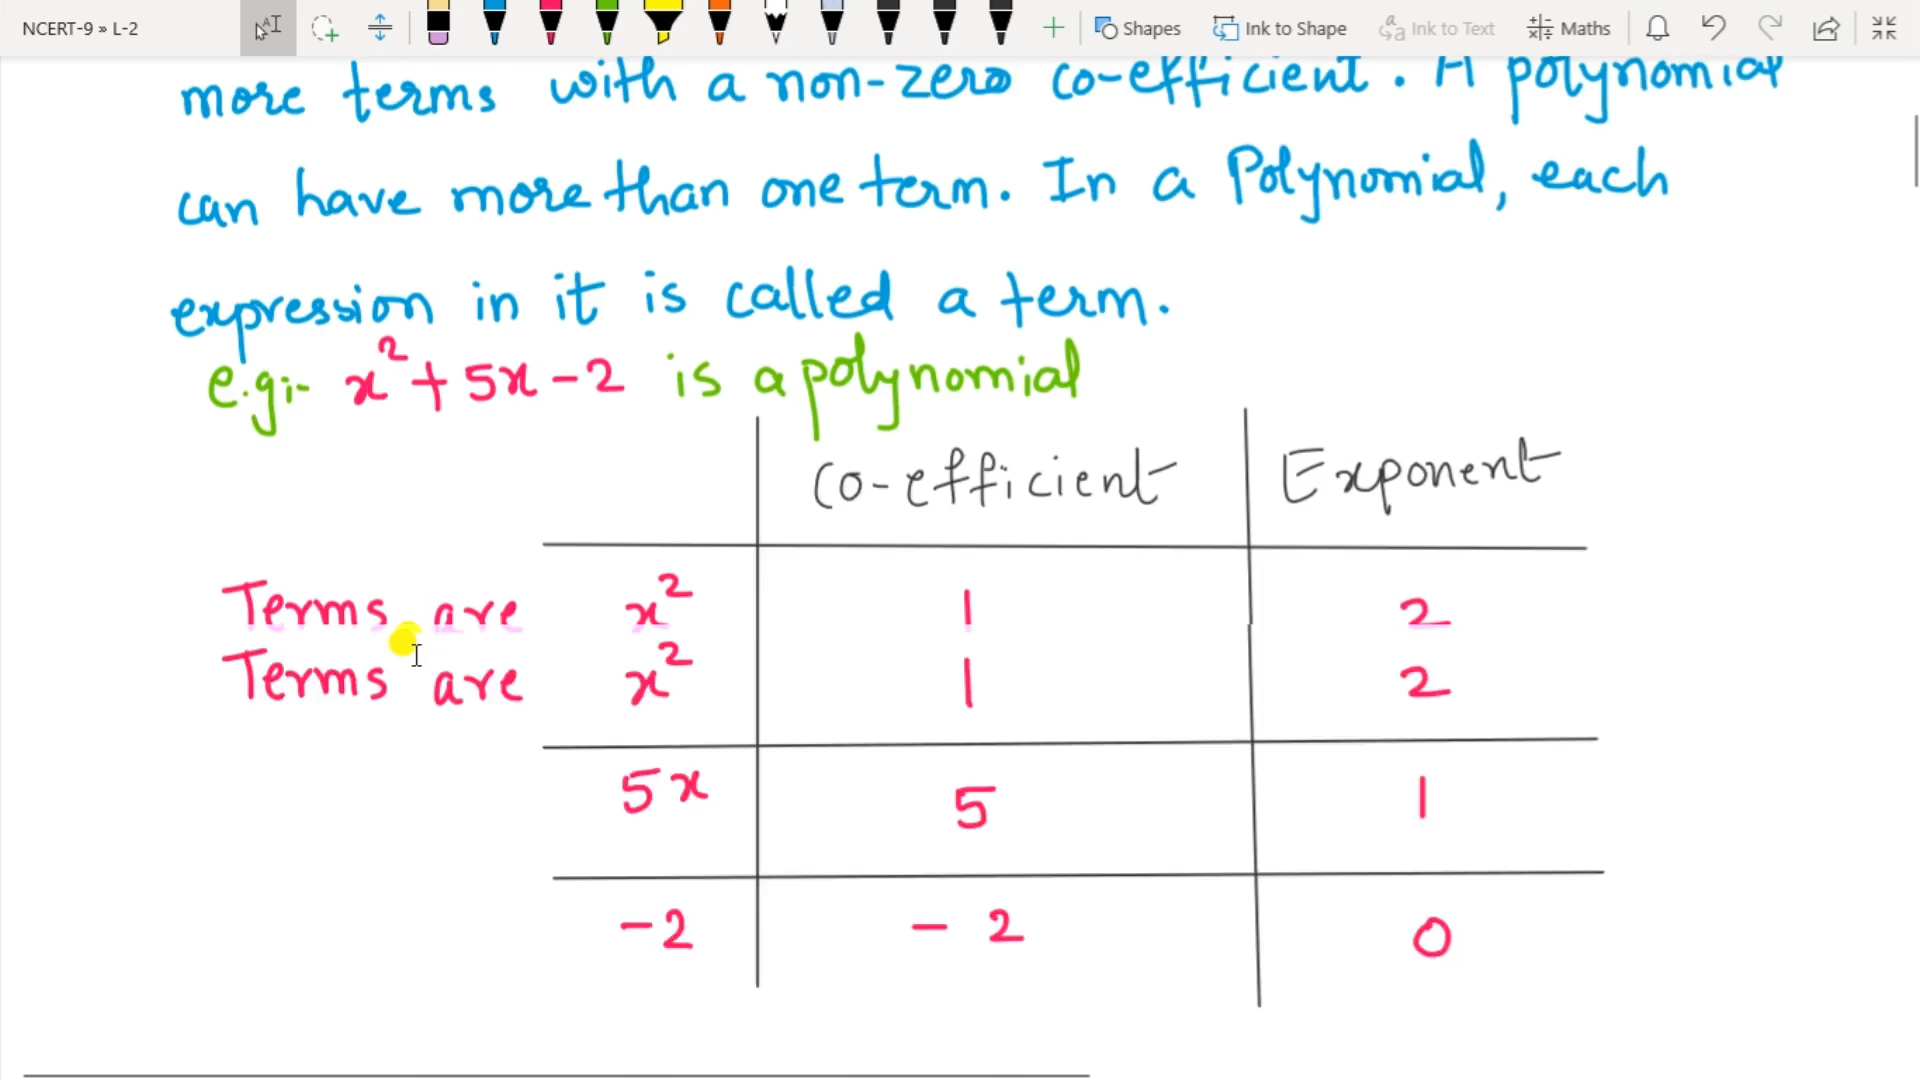 NCERT-9 » L-2
Shapes
Ink to Shape
Ink to Text
Maths
more terms with a non-zero co-efficient. A polynomial
can have more than one term. In a Polynomial, each
expression in it is called a term.
e.g:- x² + 5x - 2 is a polynomial
Co-efficient Exponent
Terms are x² 1 2
Terms are x² 1 2
5x 5 1
-2 - 2 0